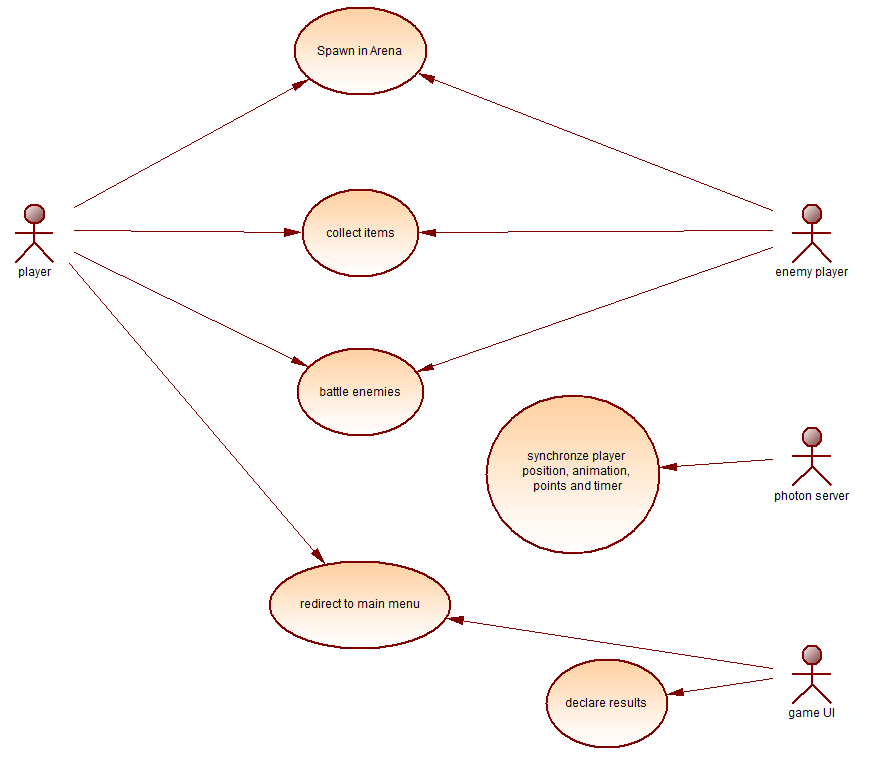 Spawn in Arena
player
collect items
enemy player
battle enemies
synchronze player
position, animation,
points and timer
photon server
redirect to main menu
declare results
game UI